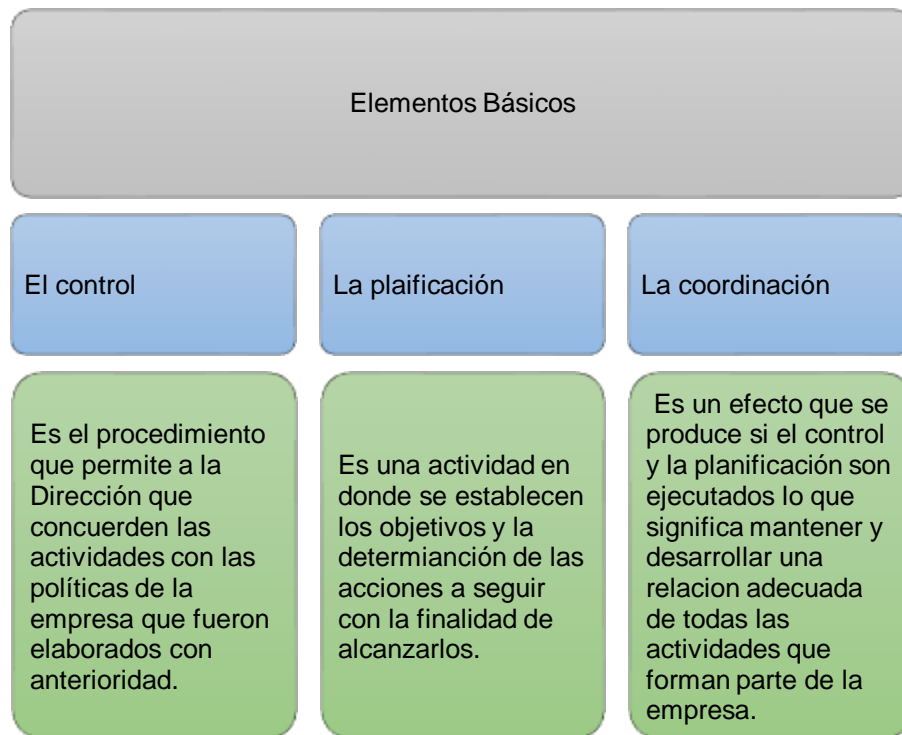 Elementos Básicos
El control
La plaificación
La coordinación
Es el procedimiento
que permite a la
Dirección que
concuerden las
actividades con las
políticas de la
empresa que fueron
elaborados con
anterioridad.
Es una actividad en
donde se establecen
los objetivos y la
determianción de las
acciones a seguir
con la finalidad de
alcanzarlos.
Es un efecto que se
produce si el control
y la planificación son
ejecutados lo que
significa mantener y
desarrollar una
relacion adecuada
de todas las
actividades que
forman parte de la
empresa.